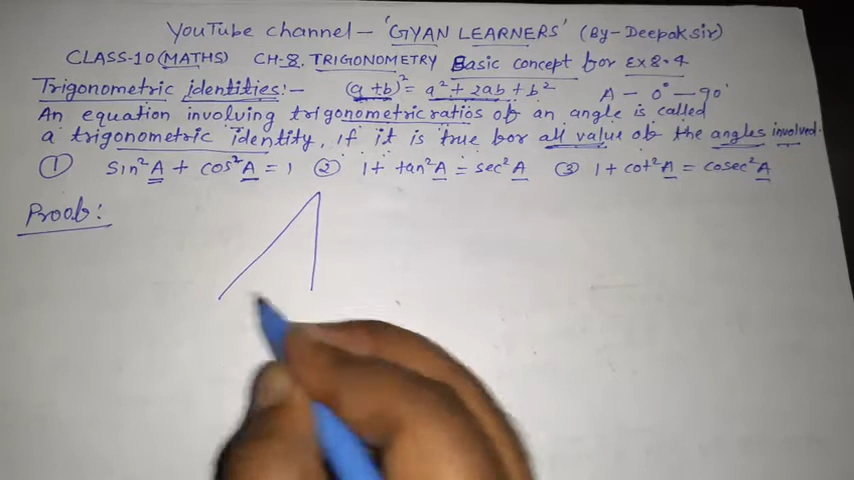 YouTube channel - 'GYAN LEARNERS' (By-Deepak sir)
CLASS-10 (MATHS) CH-8. TRIGONOMETRY Basic concept for Ex 8.4
Trigonometric identities:- (a+b)² = a² + 2ab + b² A - 0° - 90°
An equation involving trigonometric ratios of an angle is called
a trigonometric identity, if it is true for all value of the angles involved.
① sin²A + cos²A = 1 ② 1 + tan²A = sec²A ③ 1 + cot²A = cosec²A
Proof: